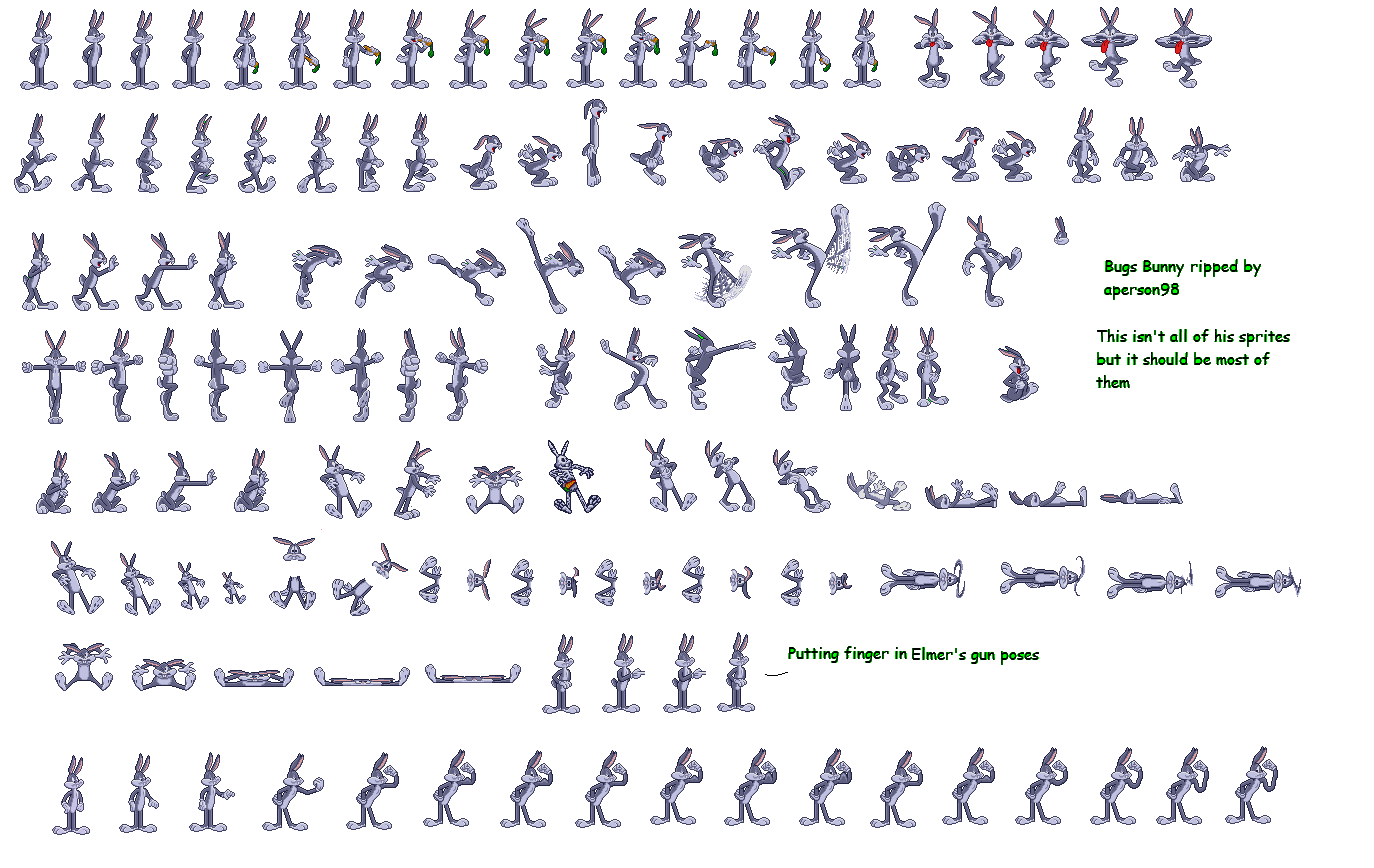 Bugs Bunny ripped by
aperson98
This isn't all of his sprites
but it should be most of
them
Putting finger in Elmer's gun poses